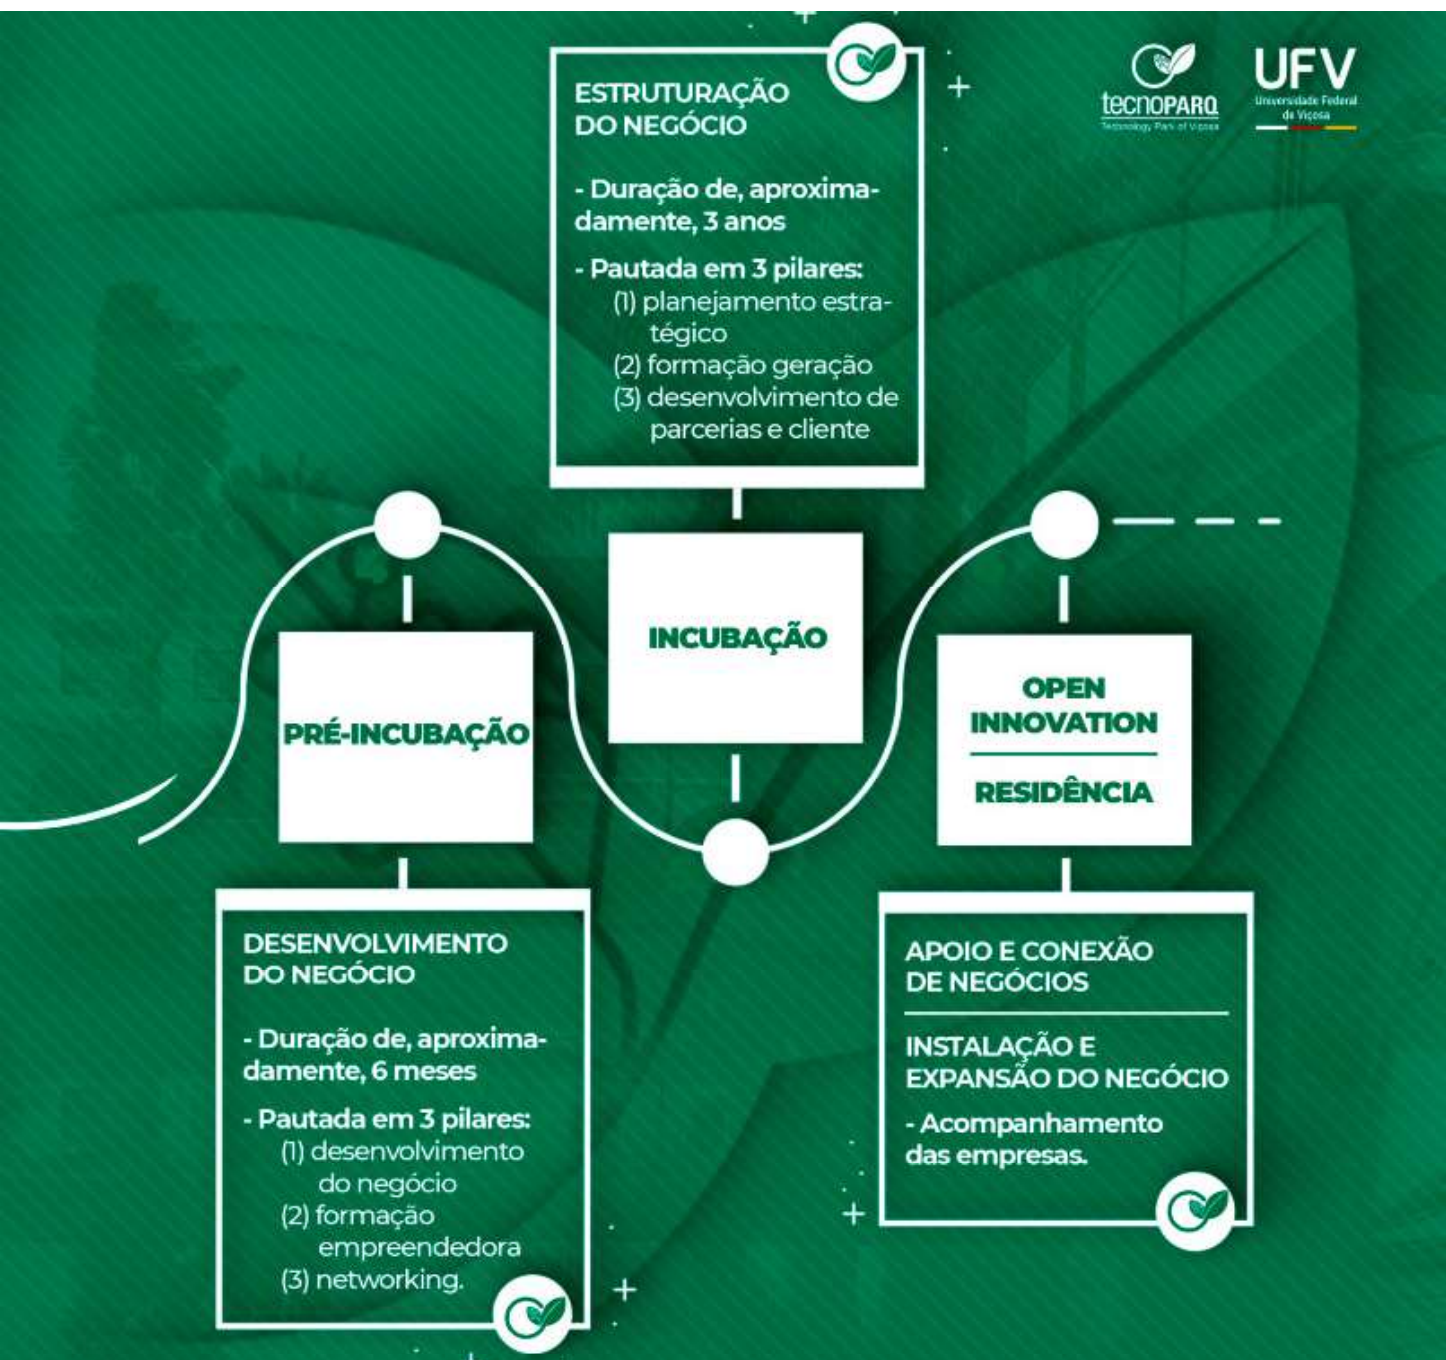 ESTRUTURAÇÃO
DO NEGÓCIO
- Duração de, aproxima-
damente, 3 anos
- Pautada em 3 pilares:
(1) planejamento estra-
tégico
(2) formação geração
(3) desenvolvimento de
parcerias e cliente
tecnoPARQ
Technology Park of Viçosa
UFV
Universidade Federal
de Viçosa
PRÉ-INCUBAÇÃO
INCUBAÇÃO
OPEN
INNOVATION
RESIDÊNCIA
DESENVOLVIMENTO
DO NEGÓCIO
- Duração de, aproxima-
damente, 6 meses
- Pautada em 3 pilares:
(1) desenvolvimento
do negócio
(2) formação
empreendedora
(3) networking.
APOIO E CONEXÃO
DE NEGÓCIOS
INSTALAÇÃO E
EXPANSÃO DO NEGÓCIO
- Acompanhamento
das empresas.